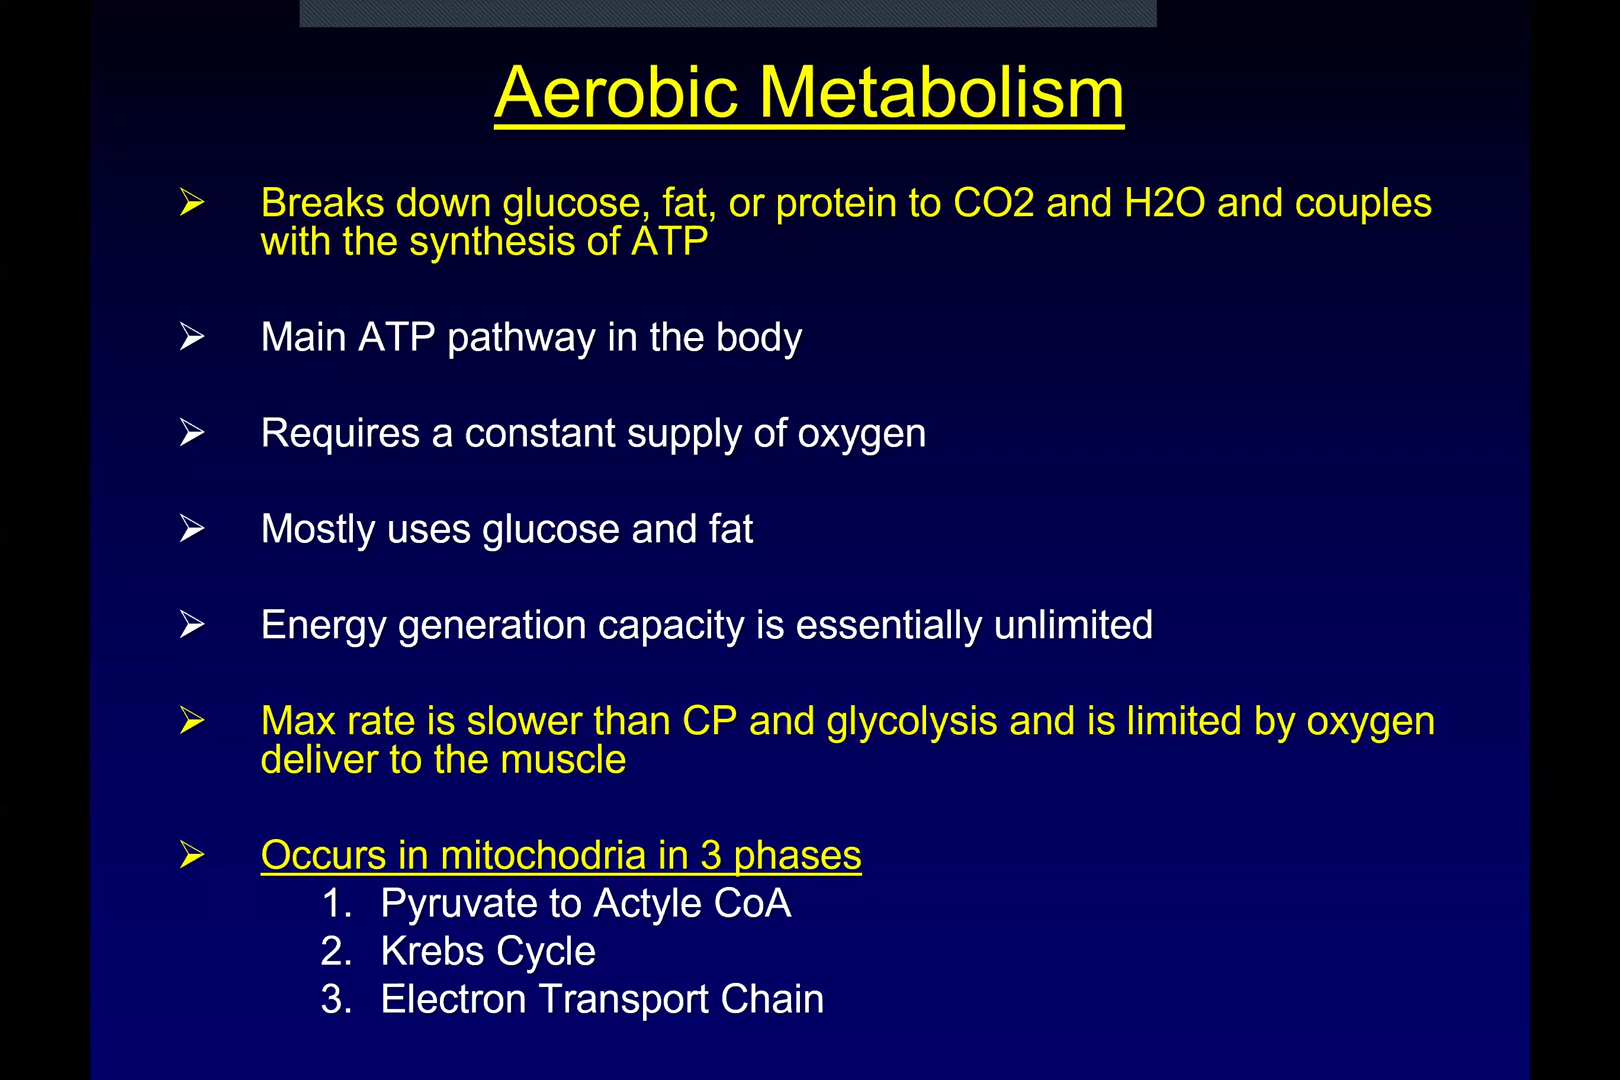 Aerobic Metabolism
Breaks down glucose, fat, or protein to CO2 and H2O and couples
with the synthesis of ATP
Main ATP pathway in the body
Requires a constant supply of oxygen
Mostly uses glucose and fat
Energy generation capacity is essentially unlimited
Max rate is slower than CP and glycolysis and is limited by oxygen
deliver to the muscle
Occurs in mitochodria in 3 phases
1. Pyruvate to Actyle CoA
2. Krebs Cycle
3. Electron Transport Chain